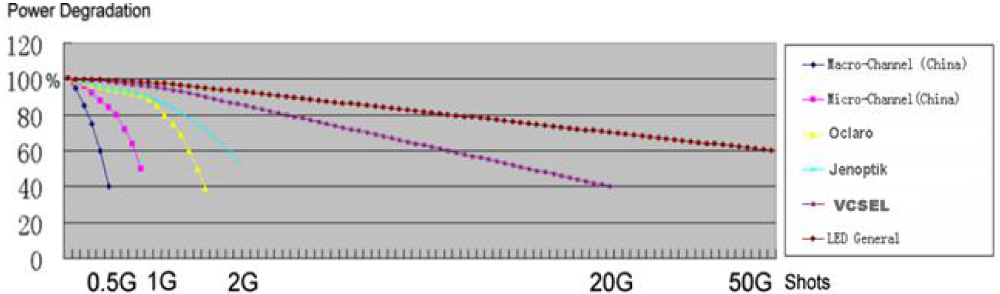 Power Degradation
120
100%
80
60
40
20
0
0.5G 1G 2G 20G 50G Shots
Macro-Channel (China)
Micro-Channel(China)
Oclaro
Jenoptik
VCSEL
LED General